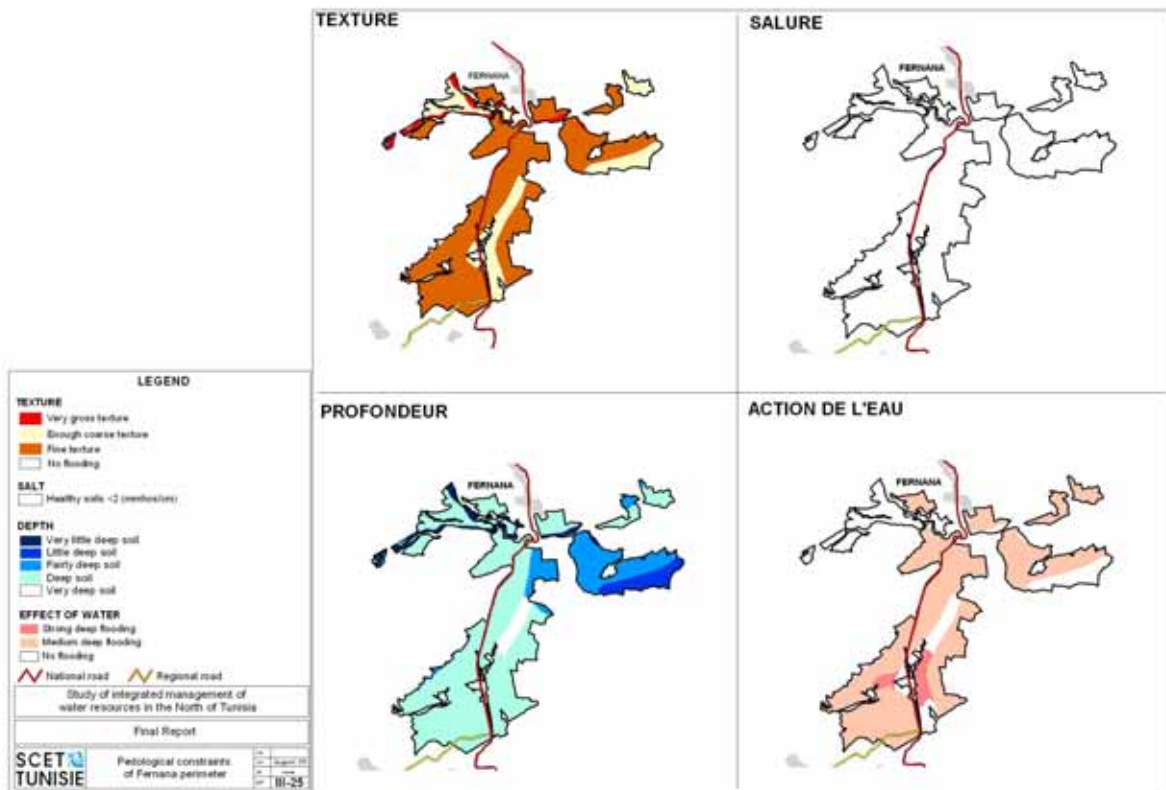 TEXTURE
FERNANA
SALURE
FERNANA
PROFONDEUR
FERNANA
ACTION DE L'EAU
FERNANA
LEGEND
TEXTURE
Very gross texture
Enough coarse texture
Fine texture
No flooding
SALT
Healthy soils <2 (mmhos/cm)
DEPTH
Very little deep soil
Little deep soil
Fairly deep soil
Deep soil
Very deep soil
EFFECT OF WATER
Strong deep flooding
Medium deep flooding
No flooding
National road
Regional road
Study of integrated management of
water resources in the North of Tunisia
Final Report
SCET
TUNISIE
Pedological constraints
of Fernana perimeter
III-25